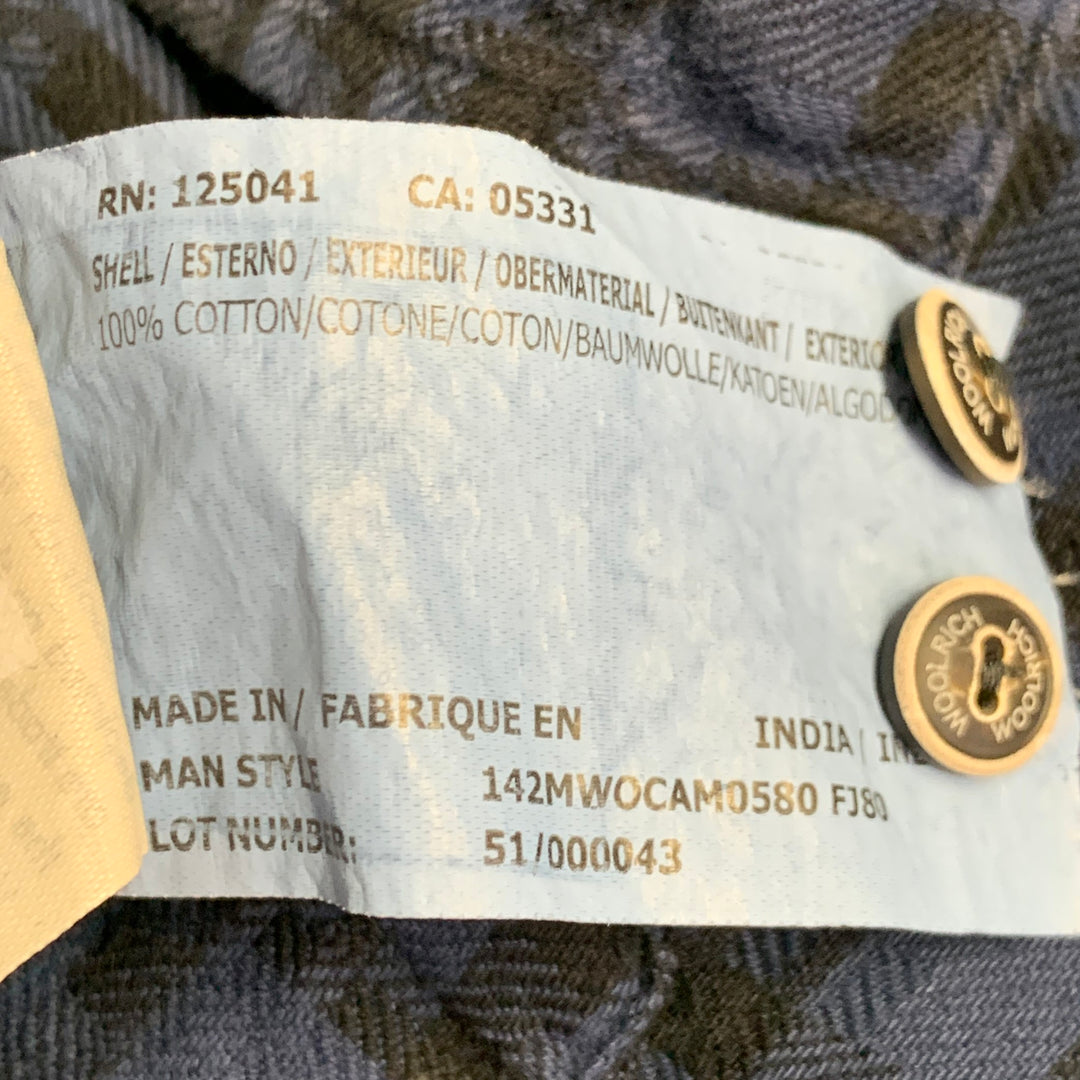 RN: 125041 CA: 05331
SHELL / ESTERNO / EXTERIEUR / OBERMATERIAL / BUITENKANT /
100% COTTON/COTONE/COTON/BAUMWOLLE/KATOEN/
MADE IN/ FABRIQUE EN INDIA
MAN STYLE 142MWOCAM0580 FJ80
LOT NUMBER: 51/000043
WOOLRICH
WOOLRICH WOOLRICH